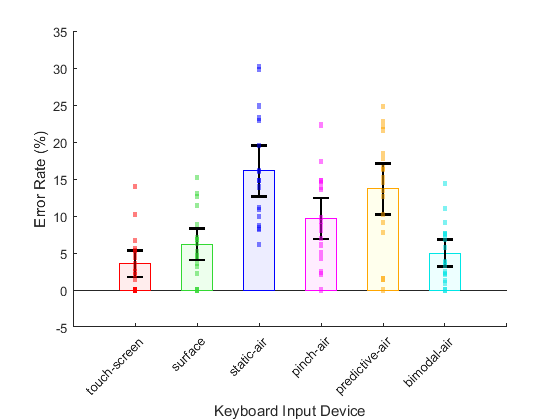 35
30
25
20
15
10
5
0
-5
Error Rate (%)
touch-screen
surface
static-air
pinch-air
predictive-air
bimodal-air
Keyboard Input Device